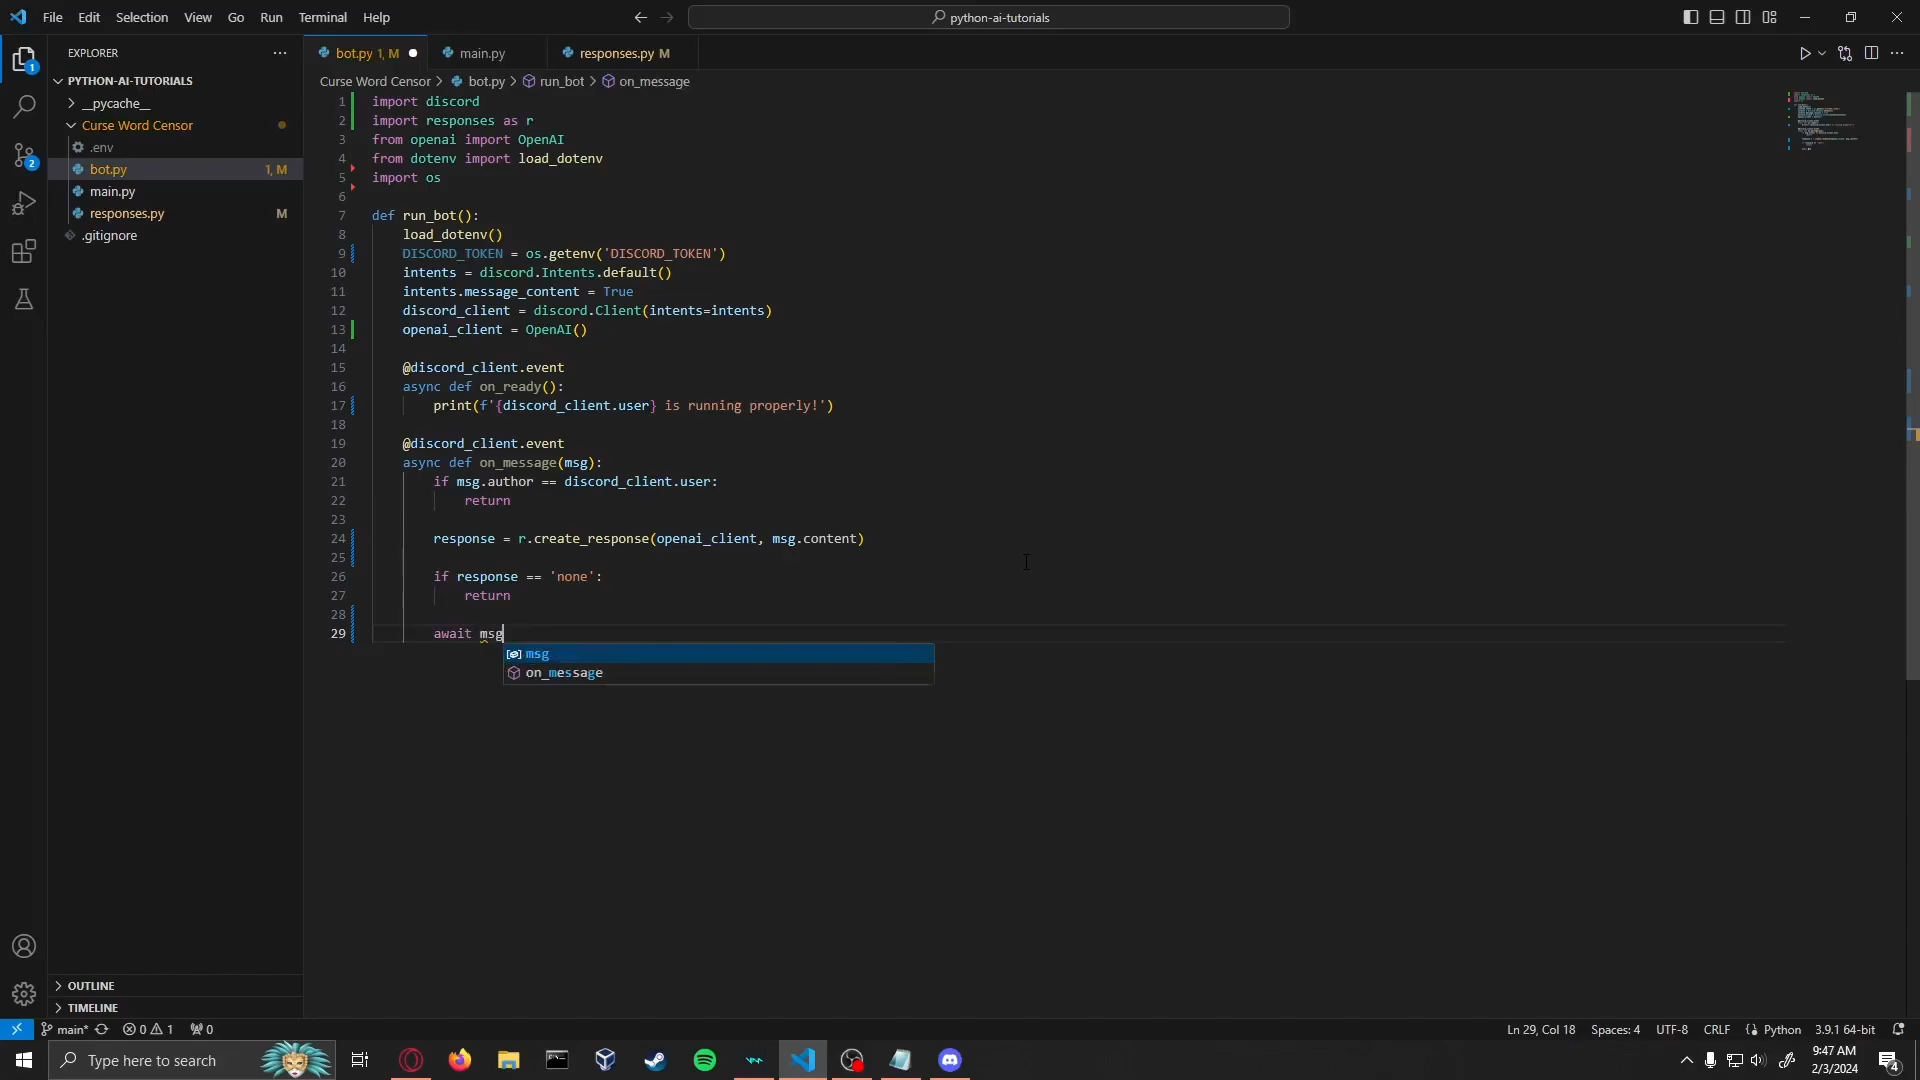 File Edit Selection View Go Run Terminal Help
python-ai-tutorials
EXPLORER
PYTHON-AI-TUTORIALS
__pycache__
Curse Word Censor
.env
bot.py 1, M
main.py
responses.py M
.gitignore
OUTLINE
TIMELINE
1
2
bot.py 1, M
main.py
responses.py M
Curse Word Censor > bot.py > run_bot > on_message
1 import discord
2 import responses as r
3 from openai import OpenAI
4 from dotenv import load_dotenv
5 import os
6
7 def run_bot():
8 load_dotenv()
9 DISCORD_TOKEN = os.getenv('DISCORD_TOKEN')
10 intents = discord.Intents.default()
11 intents.message_content = True
12 discord_client = discord.Client(intents=intents)
13 openai_client = OpenAI()
14
15 @discord_client.event
16 async def on_ready():
17 print(f'{discord_client.user} is running properly!')
18
19 @discord_client.event
20 async def on_message(msg):
21 if msg.author == discord_client.user:
22 return
23
24 response = r.create_response(openai_client, msg.content)
25
26 if response == 'none':
27 return
28
29 await msg
msg
on_message
main* 0 1 0
Ln 29, Col 18 Spaces: 4 UTF-8 CRLF Python 3.9.1 64-bit
Type here to search
9:47 AM
2/3/2024
4